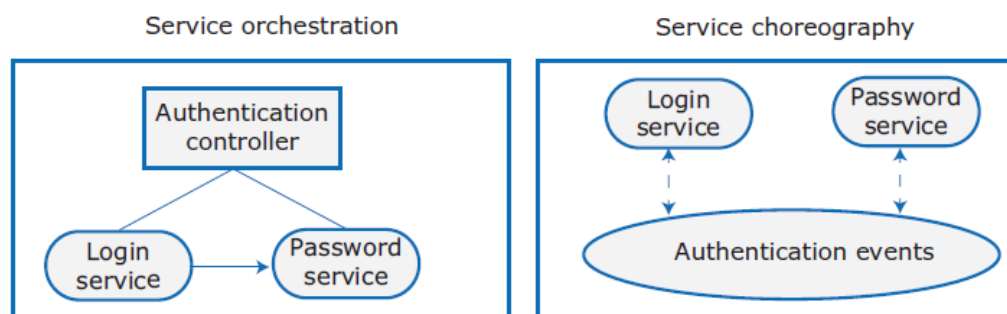 Service orchestration
Authentication
controller
Login
service
Password
service
Service choreography
Login
service
Password
service
Authentication events